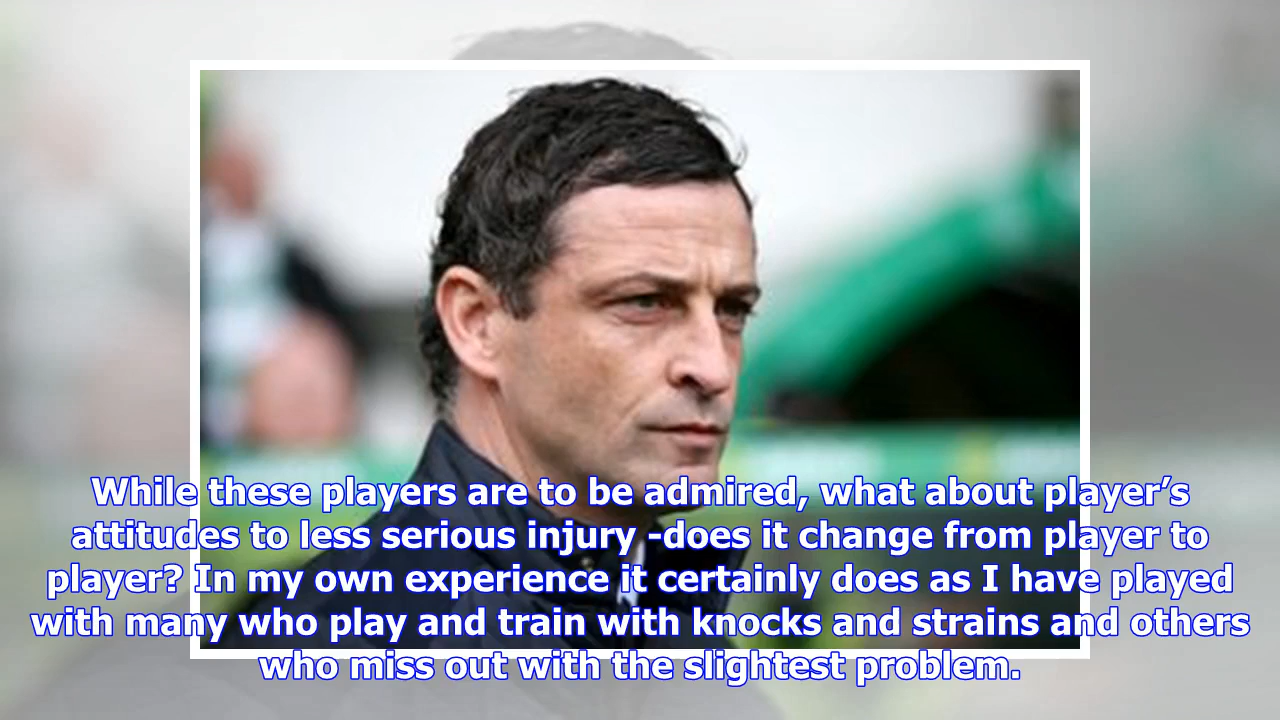 While these players are to be admired, what about player’s
attitudes to less serious injury -does it change from player to
player? In my own experience it certainly does as I have played
with many who play and train with knocks and strains and others
who miss out with the slightest problem.